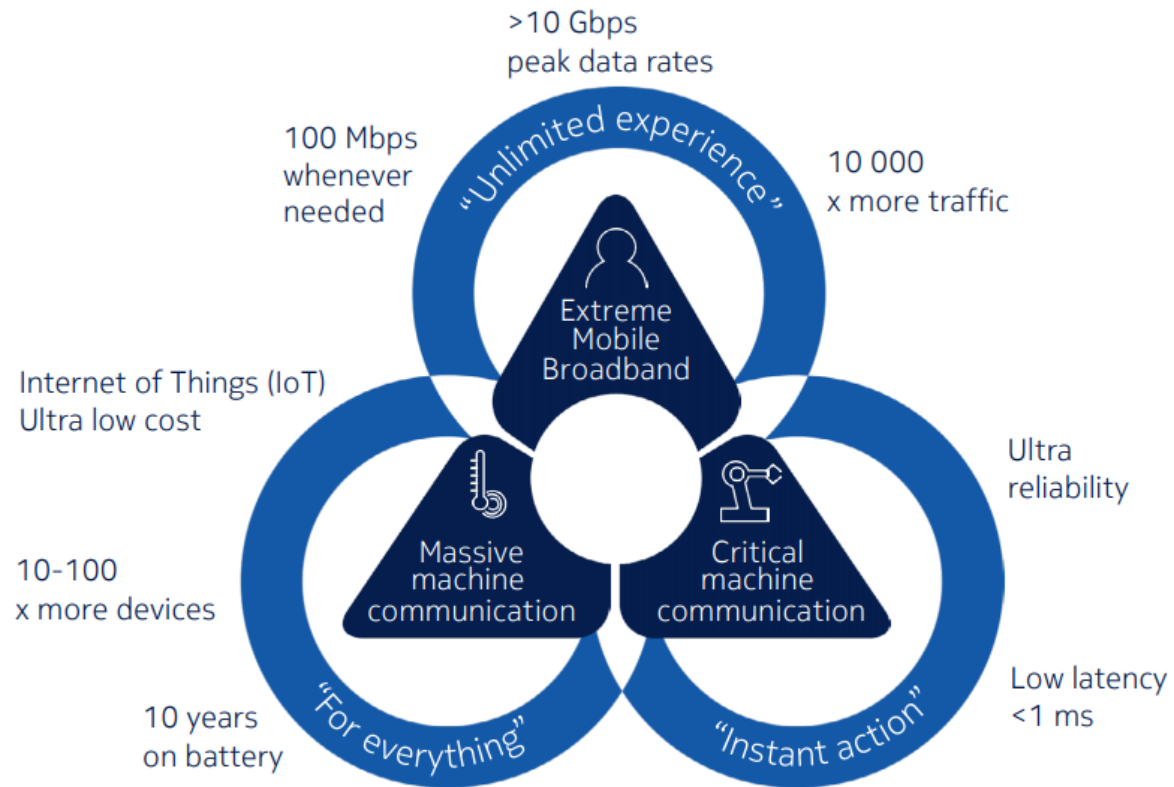 >10 Gbps
peak data rates
100 Mbps
whenever
needed
“Unlimited experience”
10 000
x more traffic
Extreme
Mobile
Broadband
Internet of Things (IoT)
Ultra low cost
Ultra
reliability
Massive
machine
communication
Critical
machine
communication
10-100
x more devices
Low latency
<1 ms
10 years
on battery
“For everything”
“Instant action”